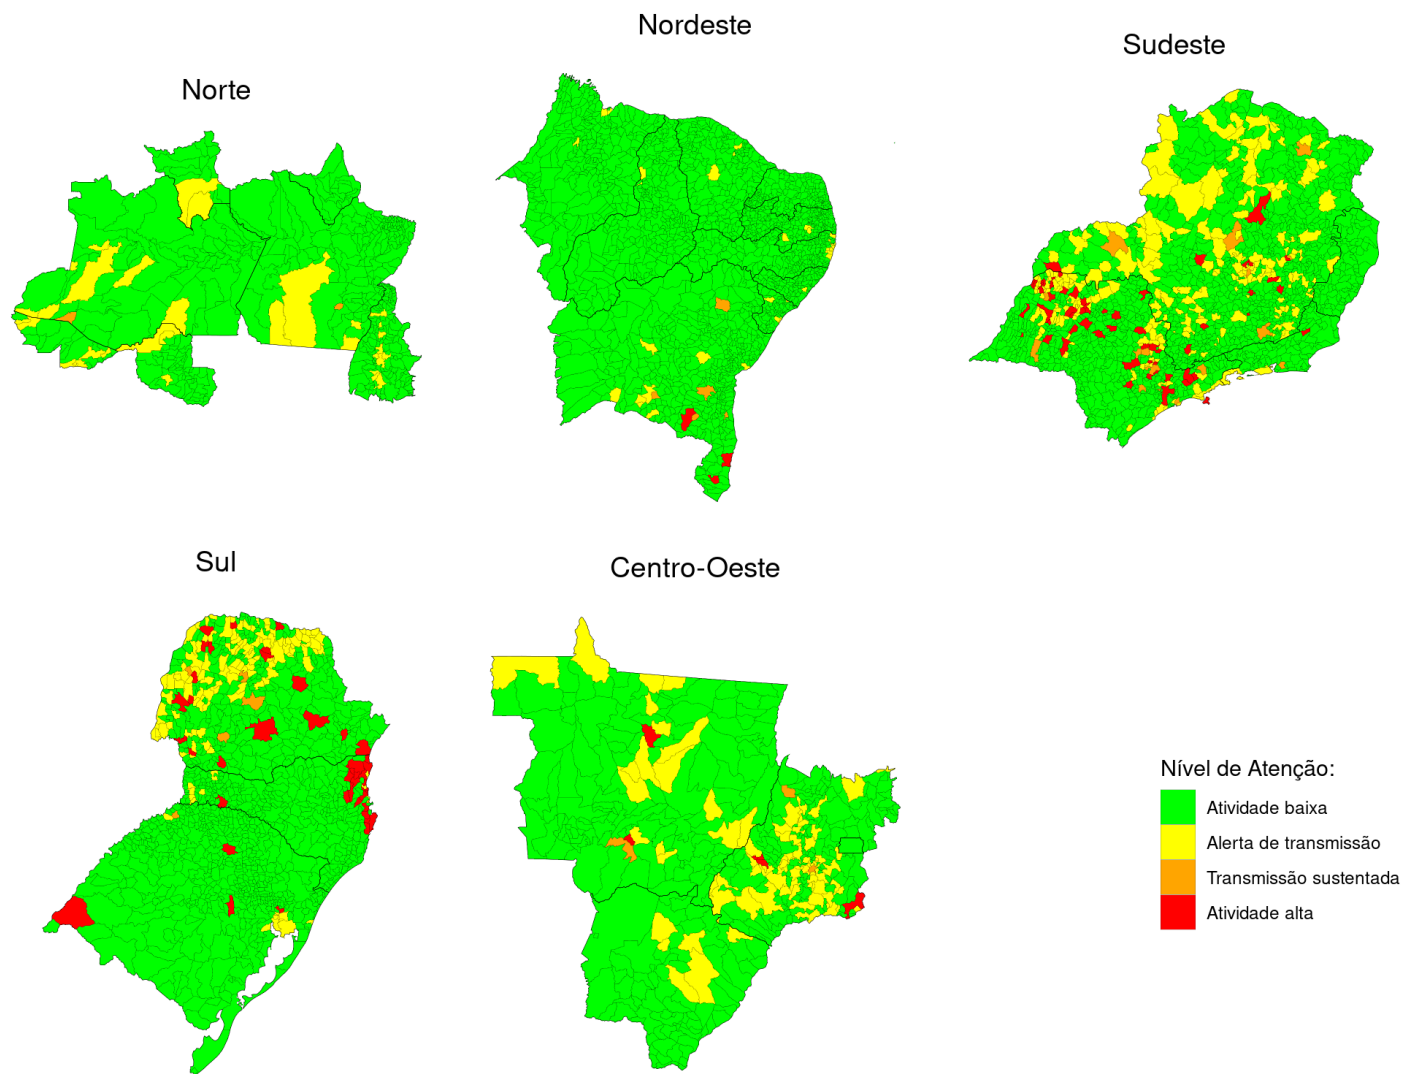 Norte
Nordeste
Sudeste
Sul
Centro-Oeste
Nível de Atenção:
Atividade baixa
Alerta de transmissão
Transmissão sustentada
Atividade alta